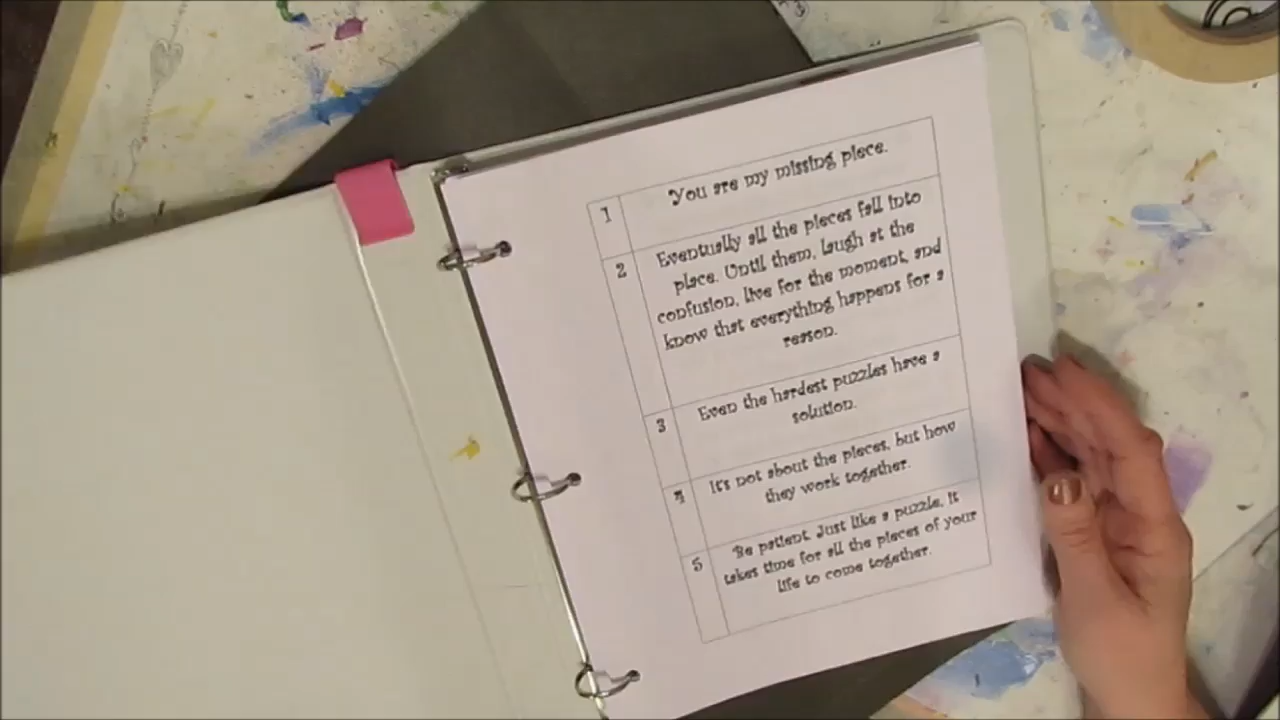 1 You are my missing piece.
2 Eventually all the pieces fall into
place. Until them, laugh at the
confusion, live for the moment, and
know that everything happens for a
reason.
3 Even the hardest puzzles have a
solution.
4 It's not about the pieces, but how
they work together.
5 Be patient. Just like a puzzle, it
takes time for all the pieces of your
life to come together.